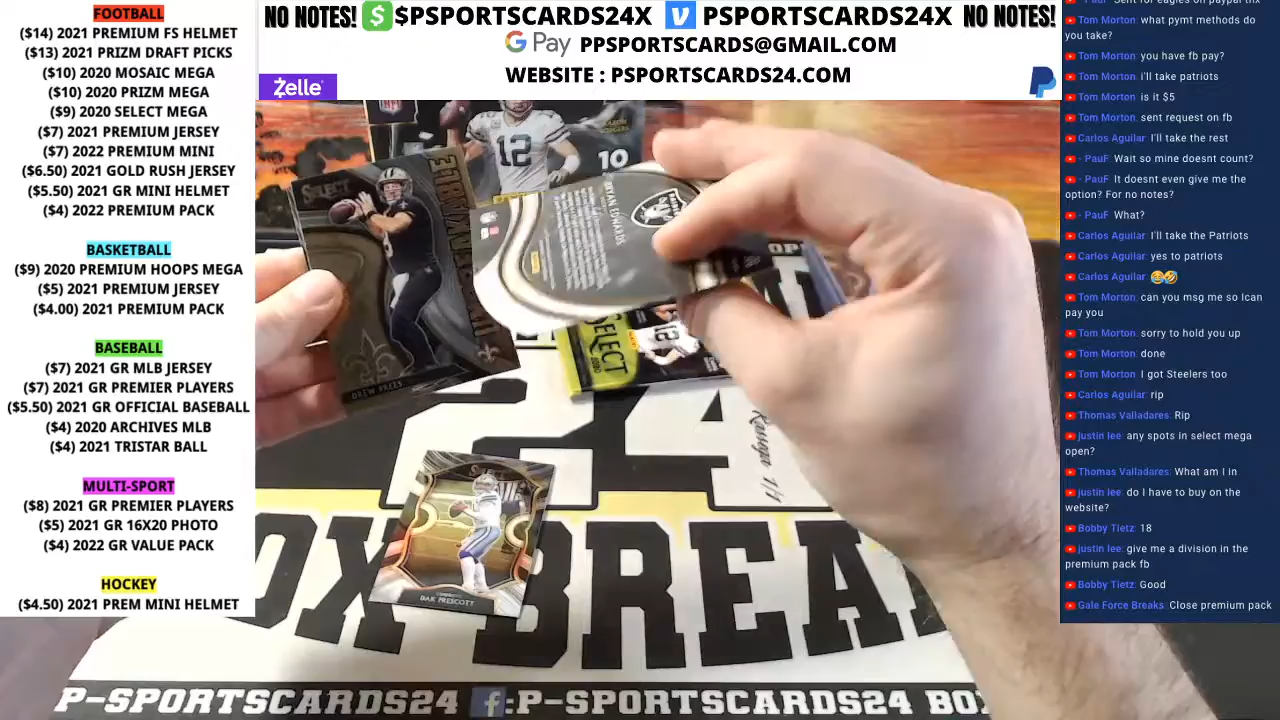 FOOTBALL
($14) 2021 PREMIUM FS HELMET
($13) 2021 PRIZM DRAFT PICKS
($10) 2020 MOSAIC MEGA
($10) 2020 PRIZM MEGA
($9) 2020 SELECT MEGA
($7) 2021 PREMIUM JERSEY
($7) 2022 PREMIUM MINI
($6.50) 2021 GOLD RUSH JERSEY
($5.50) 2021 GR MINI HELMET
($4) 2022 PREMIUM PACK
BASKETBALL
($9) 2020 PREMIUM HOOPS MEGA
($5) 2021 PREMIUM JERSEY
($4.00) 2021 PREMIUM PACK
BASEBALL
($7) 2021 GR MLB JERSEY
($7) 2021 GR PREMIER PLAYERS
($5.50) 2021 GR OFFICIAL BASEBALL
($4) 2020 ARCHIVES MLB
($4) 2021 TRISTAR BALL
MULTI-SPORT
($8) 2021 GR PREMIER PLAYERS
($5) 2021 GR 16X20 PHOTO
($4) 2022 GR VALUE PACK
HOCKEY
($4.50) 2021 PREM MINI HELMET
NO NOTES! $ $PSPORTSCARDS24X V PSPORTSCARDS24X NO NOTES!
G Pay PPSPORTSCARDS@GMAIL.COM
WEBSITE : PSPORTSCARDS24.COM
Zelle
NFL
12
10
SELECT
DREW BREES
BRYAN EDWARDS
SELECT
2020
12
24
SELECT
DAK PRESCOTT
OX BREA
P-SPORTSCARDS24 f:P-SPORTSCARDS24 BO
Tom Morton: what pymt methods do
you take?
Tom Morton: you have fb pay?
Tom Morton: i'll take patriots
Tom Morton: is it $5
Tom Morton: sent request on fb
Carlos Aguilar: I'll take the rest
- PauF: Wait so mine doesnt count?
- PauF: It doesnt even give me the
option? For no notes?
- PauF: What?
Carlos Aguilar: I'll take the Patriots
Carlos Aguilar: yes to patriots
Carlos Aguilar: 😂🤣
Tom Morton: can you msg me so Ican
pay you
Tom Morton: sorry to hold you up
Tom Morton: done
Tom Morton: I got Steelers too
Carlos Aguilar: rip
Thomas Valladares: Rip
justin lee: any spots in select mega
open?
Thomas Valladares: What am I in
justin lee: do I have to buy on the
website?
Bobby Tietz: 18
justin lee: give me a division in the
premium pack fb
Bobby Tietz: Good
Gale Force Breaks: Close premium pack